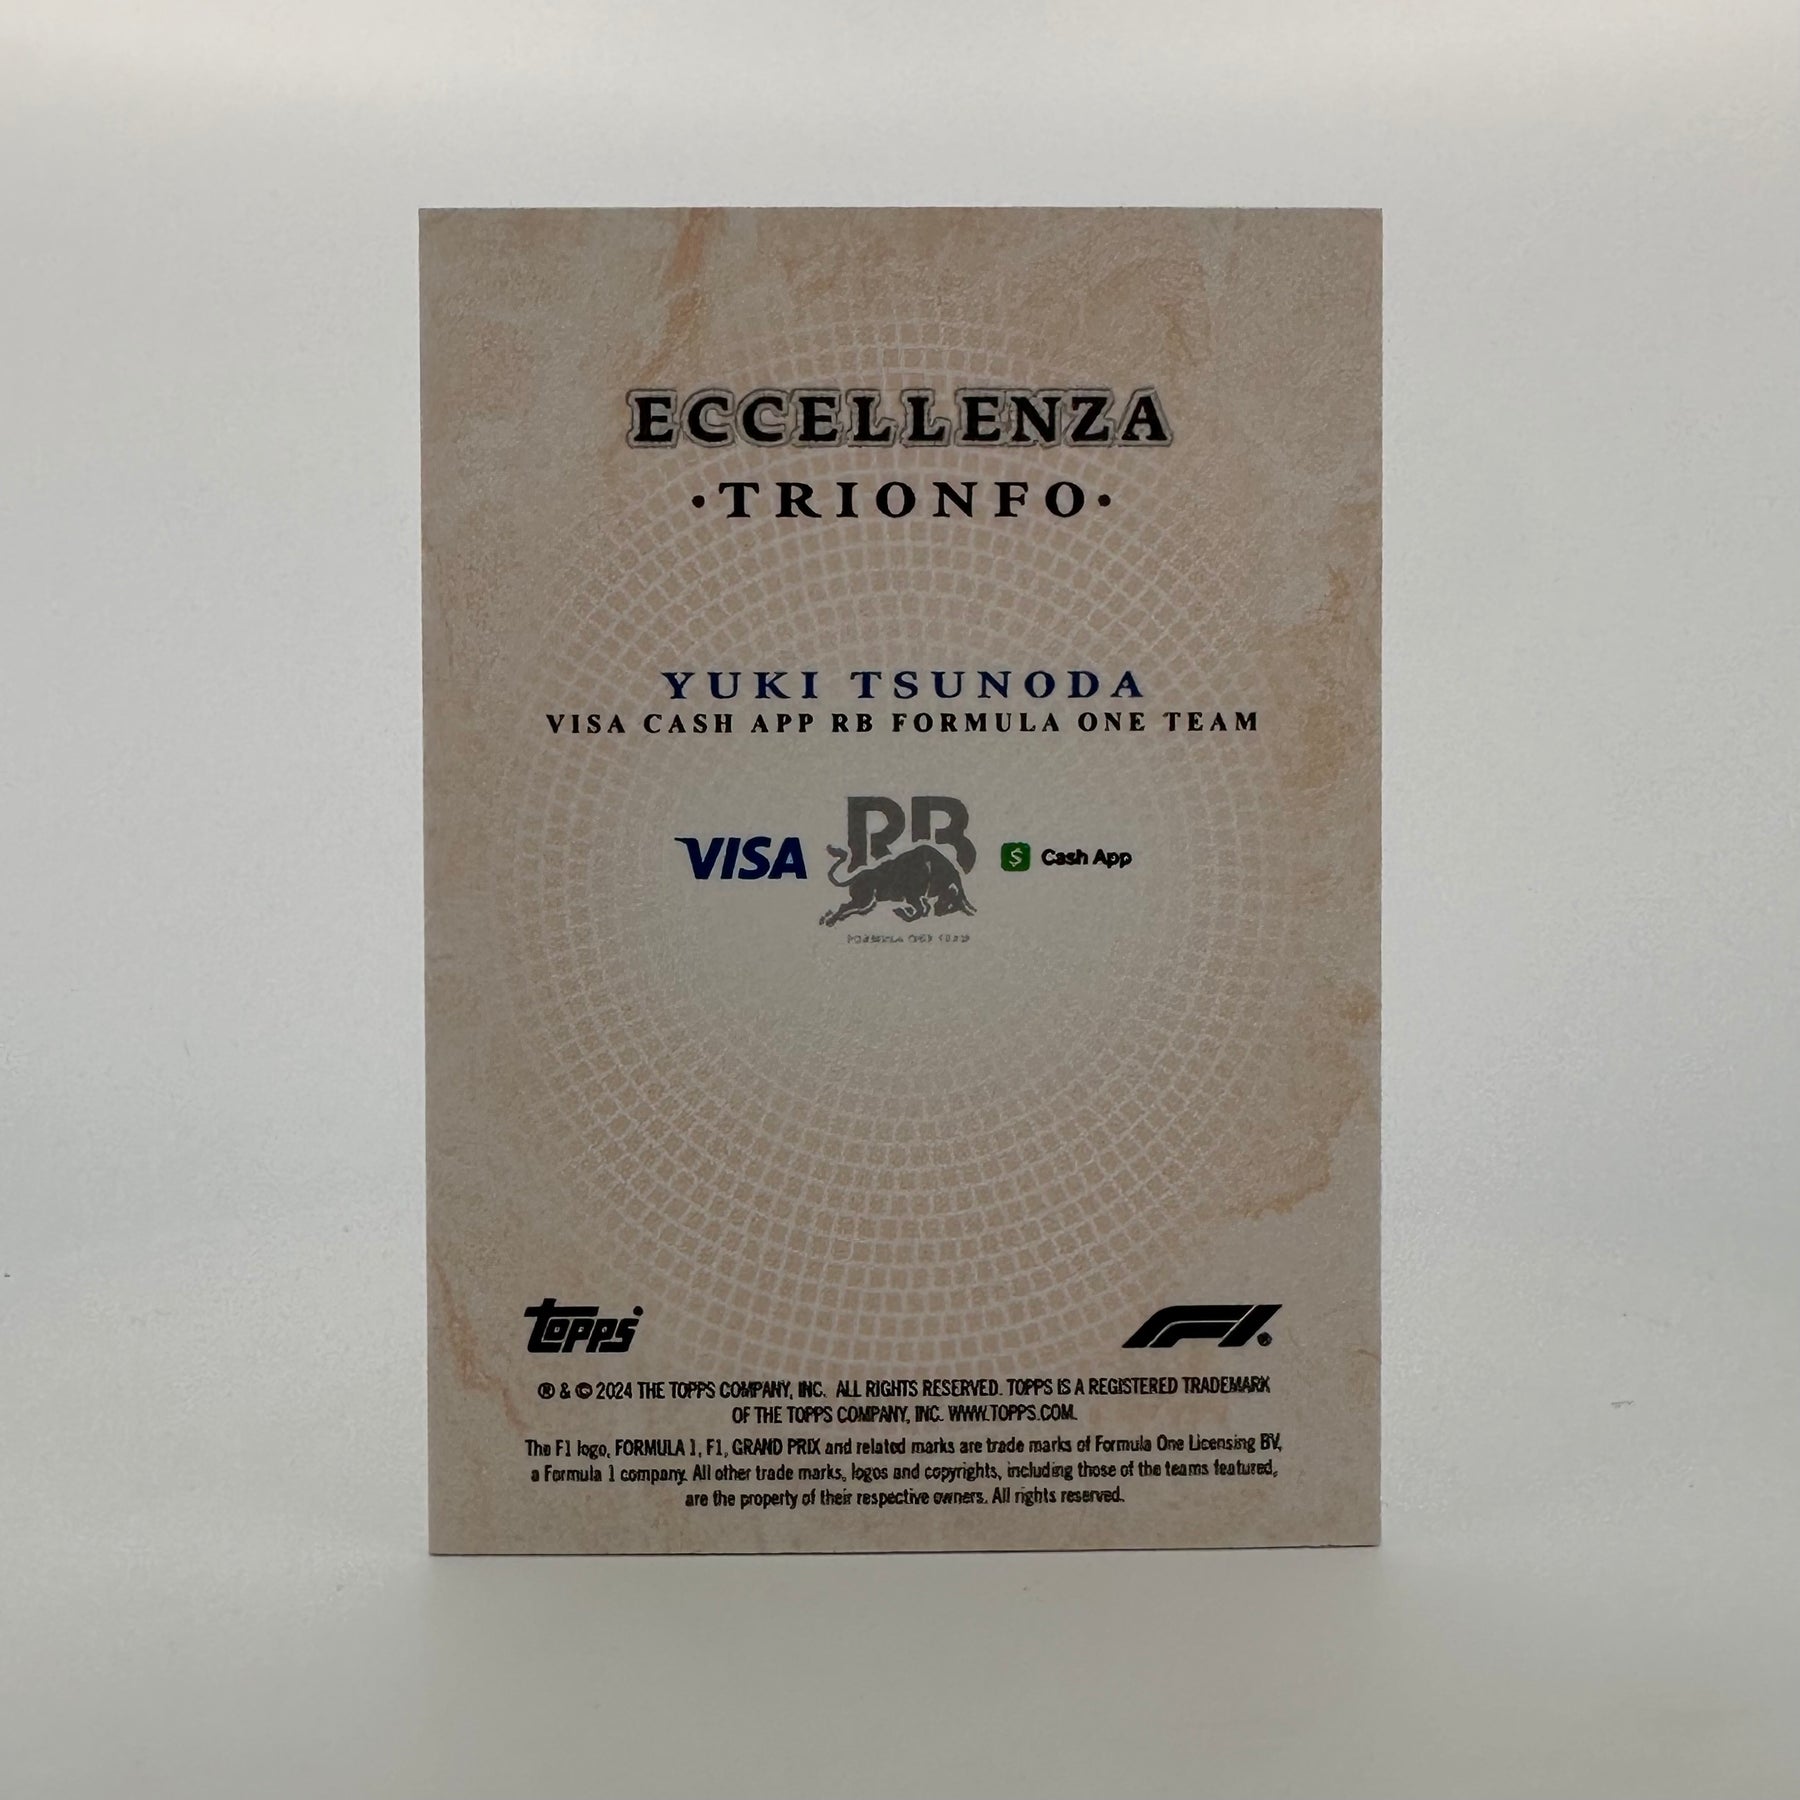 ECCELLENZA
·TRIONFO·
YUKI TSUNODA
VISA CASH APP RB FORMULA ONE TEAM
VISA RB Cash App
FORMULA ONE TEAM
Topps F1®
® & © 2024 THE TOPPS COMPANY, INC. ALL RIGHTS RESERVED. TOPPS IS A REGISTERED TRADEMARK
OF THE TOPPS COMPANY, INC. WWW.TOPPS.COM.
The F1 logo, FORMULA 1, F1, GRAND PRIX and related marks are trade marks of Formula One Licensing BV,
a Formula 1 company. All other trade marks, logos and copyrights, including those of the teams featured,
are the property of their respective owners. All rights reserved.